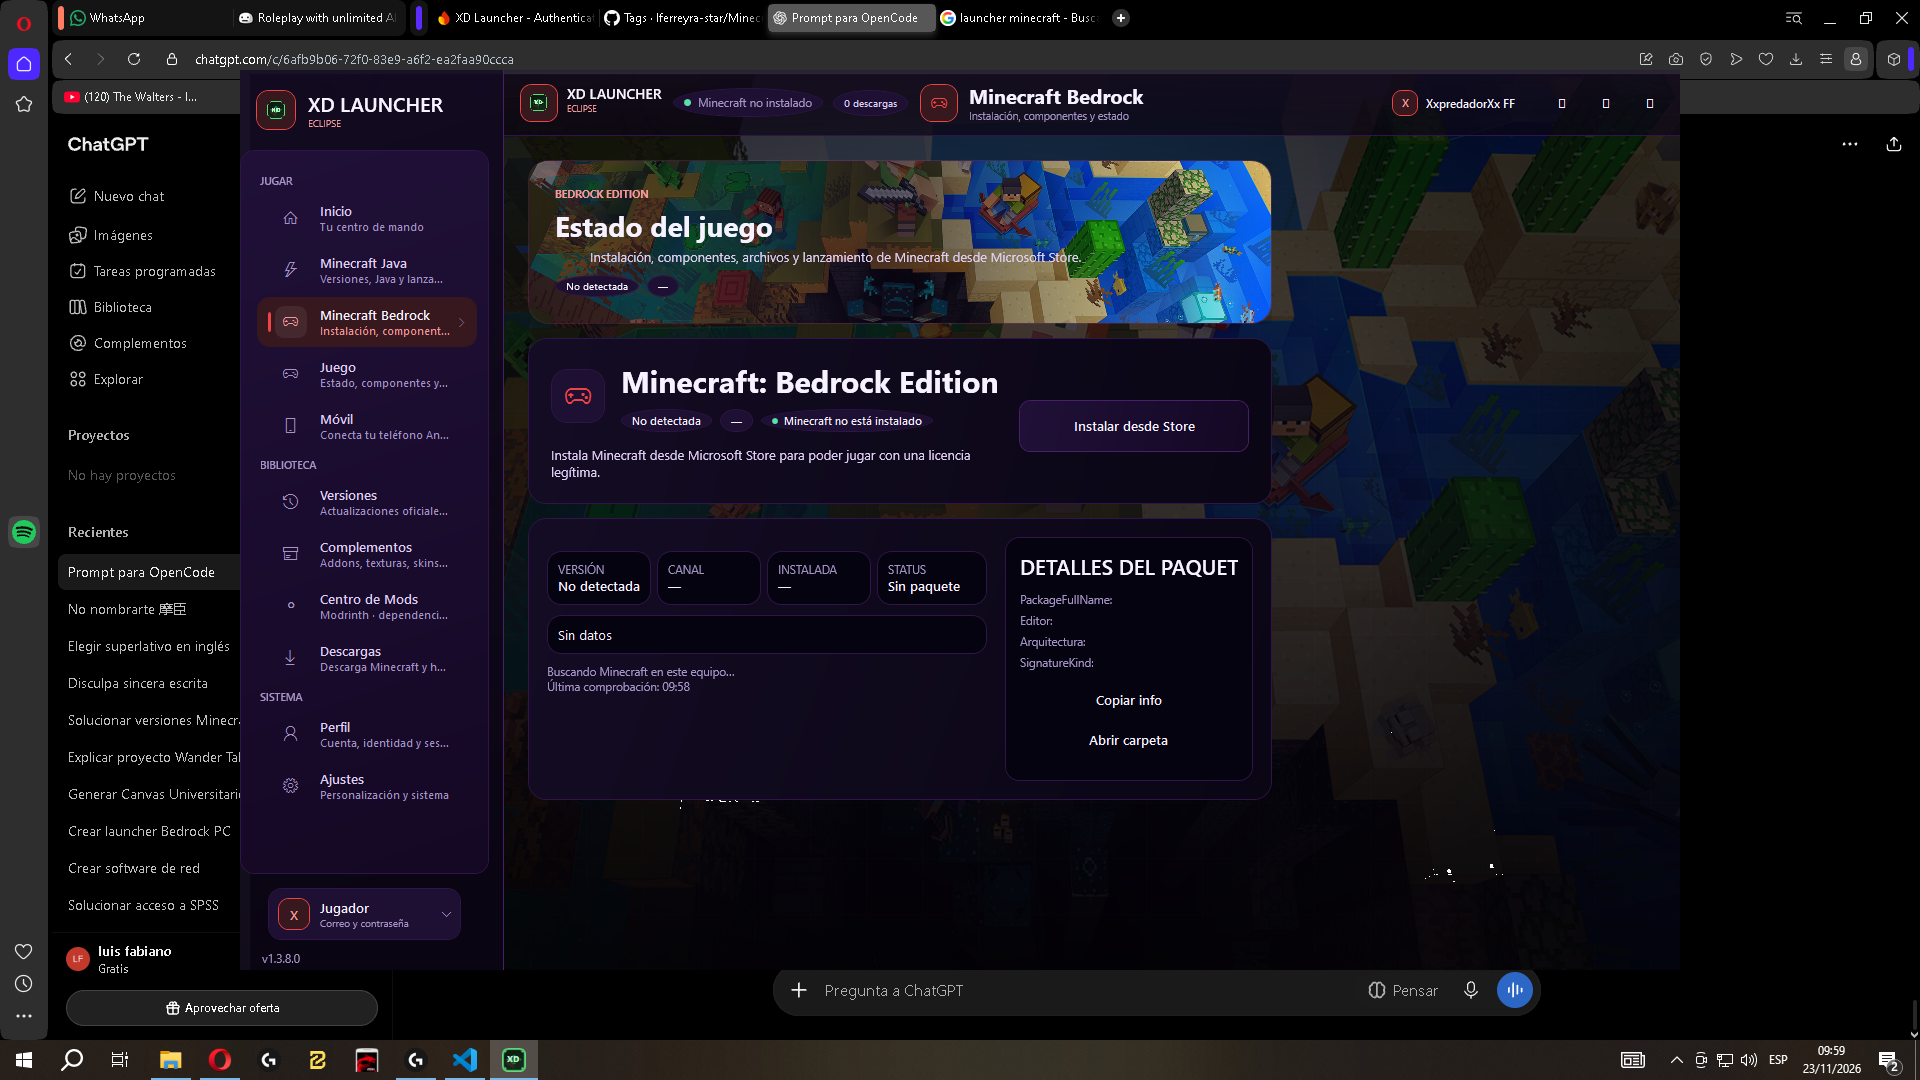 WhatsApp
Roleplay with unlimited AI
XD Launcher - Authenticat
Tags · lferreyra-star/Minec
Prompt para OpenCode
launcher minecraft - Busc
chatgpt.com/c/6afb9b06-72f0-83e9-a6f2-ea2faa90ccca
(120) The Walters - I...
ChatGPT
Nuevo chat
Imágenes
Tareas programadas
Biblioteca
Complementos
Explorar
Proyectos
No hay proyectos
Recientes
Prompt para OpenCode
No nombrarte 摩臣
Elegir superlativo en inglés
Disculpa sincera escrita
Solucionar versiones Minecra
Explicar proyecto Wander Tal
Generar Canvas Universitario
Crear launcher Bedrock PC
Crear software de red
Solucionar acceso a SPSS
LF
luis fabiano
Gratis
Aprovechar oferta
XD
XD LAUNCHER
ECLIPSE
JUGAR
Inicio
Tu centro de mando
Minecraft Java
Versiones, Java y lanza...
Minecraft Bedrock
Instalación, component...
Juego
Estado, componentes y...
Móvil
Conecta tu teléfono An...
BIBLIOTECA
Versiones
Actualizaciones oficiale...
Complementos
Addons, texturas, skins...
Centro de Mods
Modrinth · dependenci...
Descargas
Descarga Minecraft y h...
SISTEMA
Perfil
Cuenta, identidad y ses...
Ajustes
Personalización y sistema
X
Jugador
Correo y contraseña
v1.3.8.0
XD
XD LAUNCHER
ECLIPSE
Minecraft no instalado
0 descargas
Minecraft Bedrock
Instalación, componentes y estado
X
XxpredadorXx FF
BEDROCK EDITION
Estado del juego
Instalación, componentes, archivos y lanzamiento de Minecraft desde Microsoft Store.
No detectada
—
Minecraft: Bedrock Edition
No detectada
—
Minecraft no está instalado
Instala Minecraft desde Microsoft Store para poder jugar con una licencia
legítima.
Instalar desde Store
VERSIÓN
No detectada
CANAL
—
INSTALADA
—
STATUS
Sin paquete
Sin datos
Buscando Minecraft en este equipo...
Última comprobación: 09:58
DETALLES DEL PAQUET
PackageFullName:
Editor:
Arquitectura:
SignatureKind:
Copiar info
Abrir carpeta
Pregunta a ChatGPT
Pensar
XD
ESP
09:59
23/11/2026
2